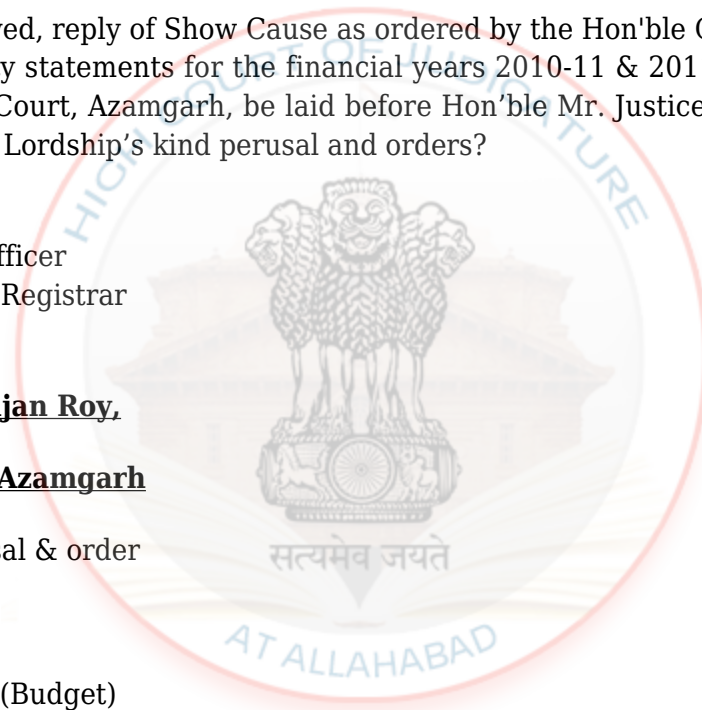 ved, reply of Show Cause as ordered by the Hon'ble C
y statements for the financial years 2010-11 & 201
Court, Azamgarh, be laid before Hon’ble Mr. Justice
Lordship’s kind perusal and orders?
fficer
Registrar
jan Roy,
Azamgarh
sal & order
(Budget)
HIGH COURT OF JUDICATURE
सत्यमेव जयते
AT ALLAHABAD